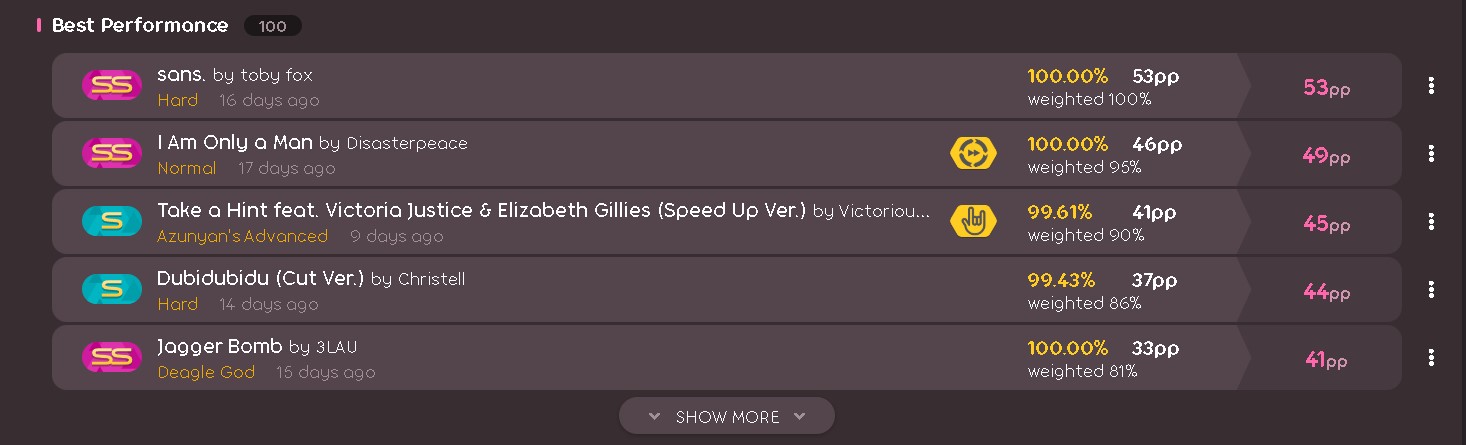 Best Performance 100
SS sans. by toby fox 100.00% 53pp 53pp
Hard 16 days ago weighted 100%
SS I Am Only a Man by Disasterpeace 100.00% 46pp 49pp
Normal 17 days ago weighted 95%
S Take a Hint feat. Victoria Justice & Elizabeth Gillies (Speed Up Ver.) by Victoriou... 99.61% 41pp 45pp
Azunyan's Advanced 9 days ago weighted 90%
S Dubidubidu (Cut Ver.) by Christell 99.43% 37pp 44pp
Hard 14 days ago weighted 86%
SS Jagger Bomb by 3LAU 100.00% 33pp 41pp
Deagle God 15 days ago weighted 81%
SHOW MORE